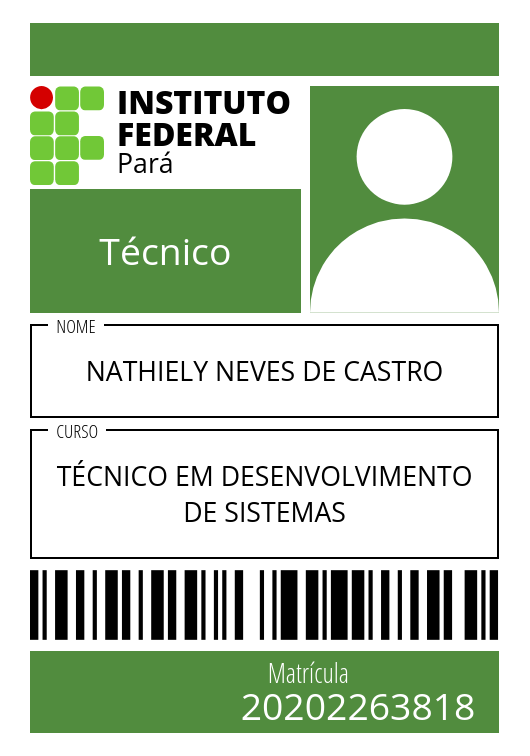 INSTITUTO
FEDERAL
Pará
Técnico
NOME
NATHIELY NEVES DE CASTRO
CURSO
TÉCNICO EM DESENVOLVIMENTO
DE SISTEMAS
Matrícula
20202263818